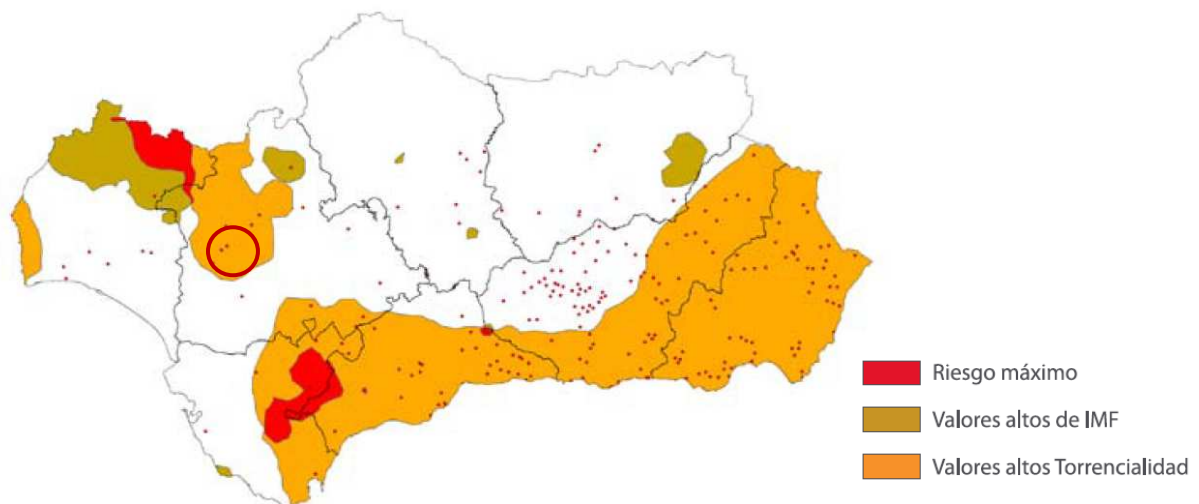 Riesgo máximo
Valores altos de IMF
Valores altos Torrencialidad